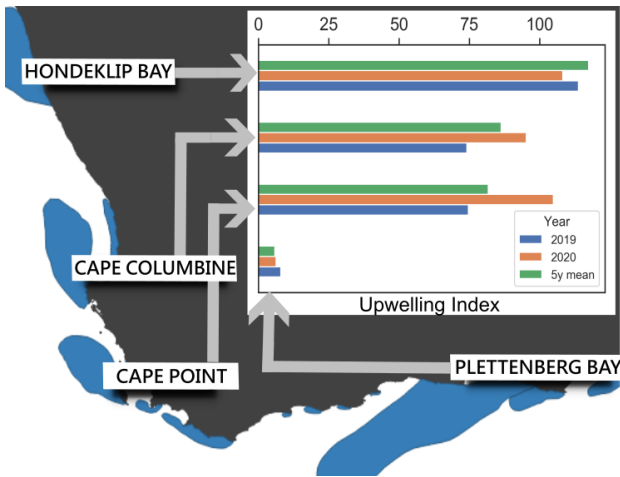 0 25 50 75 100
HONDEKLIP BAY
Year
2019
2020
5y mean
CAPE COLUMBINE
Upwelling Index
CAPE POINT
PLETTENBERG BAY